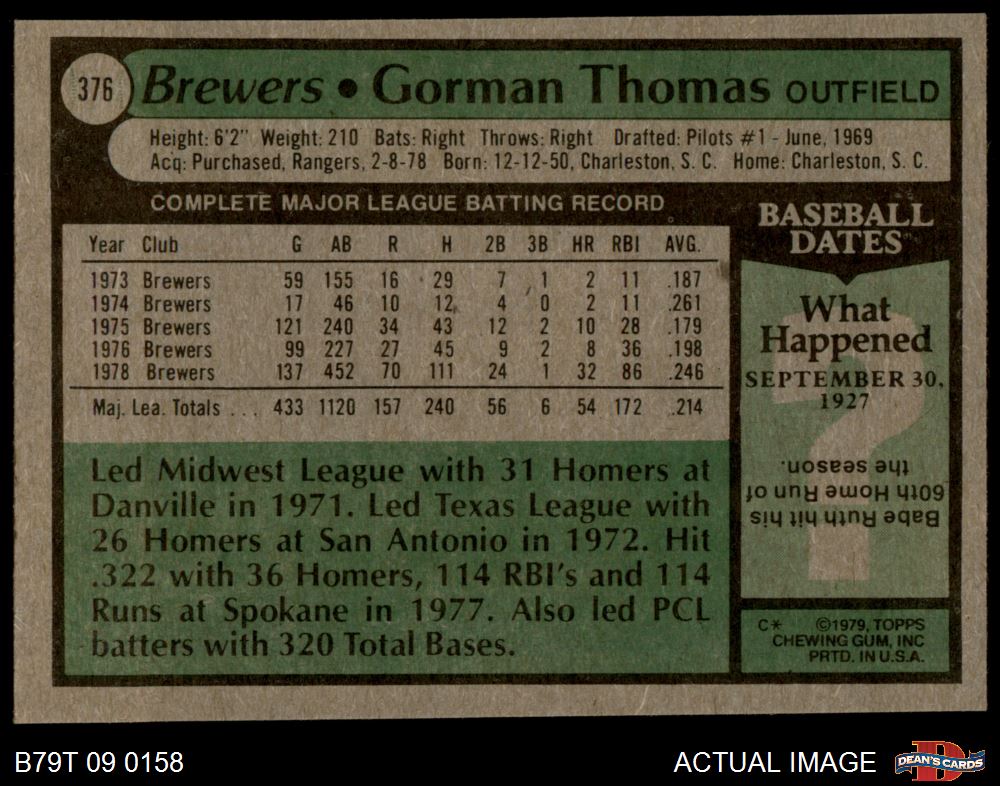 376
Brewers • Gorman Thomas OUTFIELD
Height: 6'2" Weight: 210 Bats: Right Throws: Right Drafted: Pilots #1 - June, 1969
Acq: Purchased, Rangers, 2-8-78 Born: 12-12-50, Charleston, S. C. Home: Charleston, S. C.
COMPLETE MAJOR LEAGUE BATTING RECORD
Year Club G AB R H 2B 3B HR RBI AVG.
1973 Brewers 59 155 16 29 7 1 2 11 .187
1974 Brewers 17 46 10 12 4 0 2 11 .261
1975 Brewers 121 240 34 43 12 2 10 28 .179
1976 Brewers 99 227 27 45 9 2 8 36 .198
1978 Brewers 137 452 70 111 24 1 32 86 .246
Maj. Lea. Totals . . . 433 1120 157 240 56 6 54 172 .214
Led Midwest League with 31 Homers at
Danville in 1971. Led Texas League with
26 Homers at San Antonio in 1972. Hit
.322 with 36 Homers, 114 RBI's and 114
Runs at Spokane in 1977. Also led PCL
batters with 320 Total Bases.
BASEBALL
DATES
What
Happened
SEPTEMBER 30,
1927
?
Babe Ruth hit his
60th Home Run of
the season.
C* ©1979, TOPPS
CHEWING GUM, INC
PRTD. IN U.S.A.
B79T 09 0158
ACTUAL IMAGE
D
DEAN'S CARDS